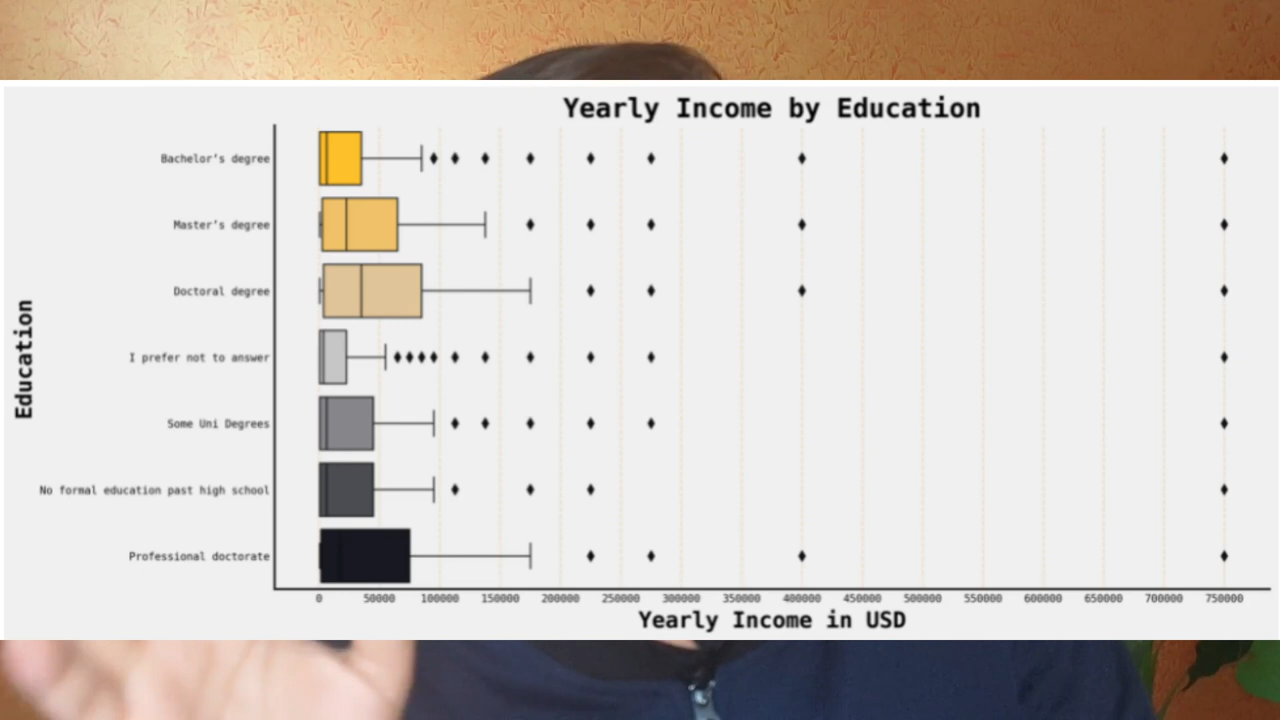 Yearly Income by Education
Education
Bachelor's degree
Master's degree
Doctoral degree
I prefer not to answer
Some Uni Degrees
No formal education past high school
Professional doctorate
0 50000 100000 150000 200000 250000 300000 350000 400000 450000 500000 550000 600000 650000 700000 750000
Yearly Income in USD